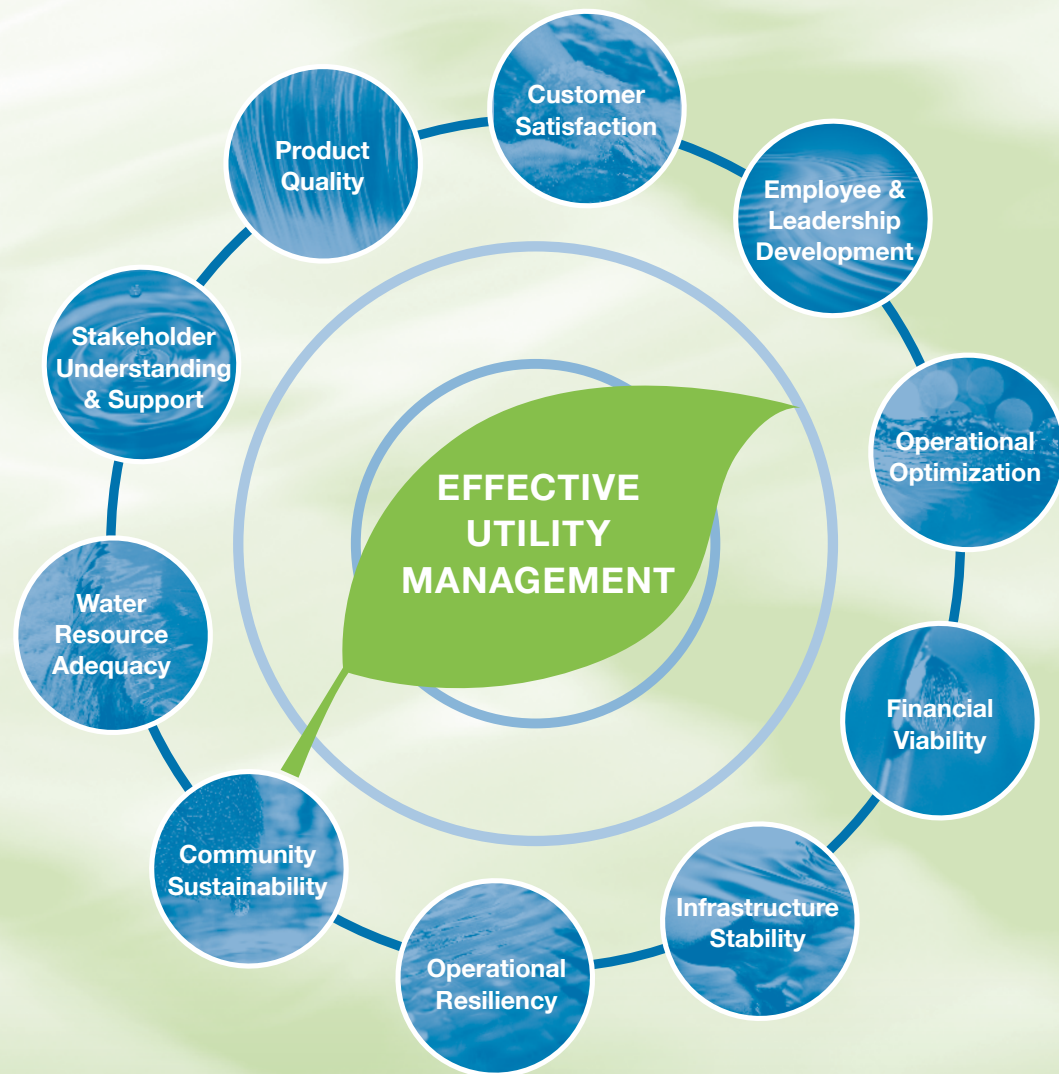 Customer
Satisfaction
Product
Quality
Employee &
Leadership
Development
Stakeholder
Understanding
& Support
Operational
Optimization
EFFECTIVE
UTILITY
MANAGEMENT
Water
Resource
Adequacy
Financial
Viability
Community
Sustainability
Infrastructure
Stability
Operational
Resiliency